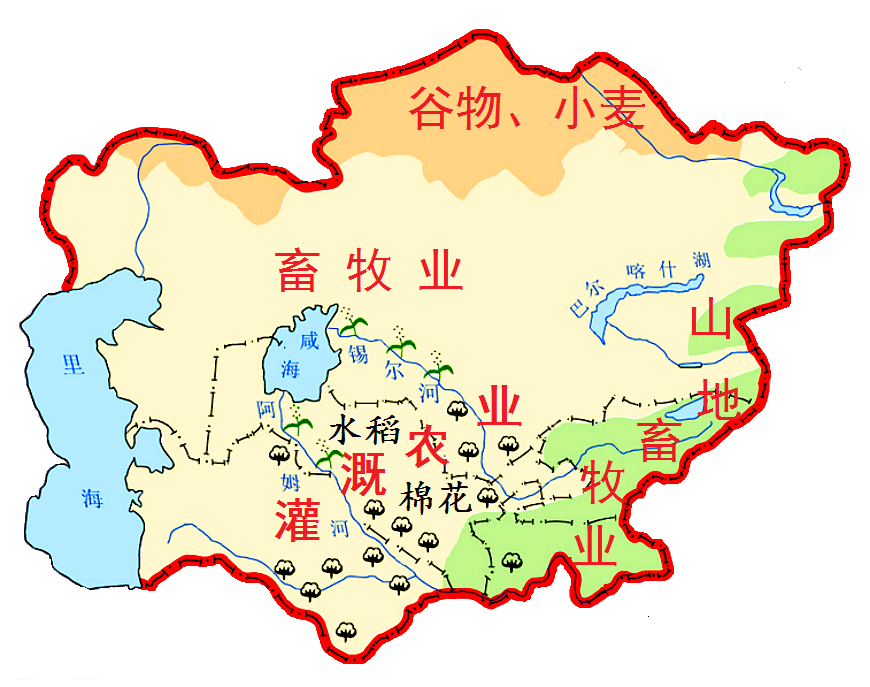 谷物、小麦
畜牧业
巴尔喀什湖
山地畜牧业
咸海
锡尔河
里海
阿姆河
水稻
灌溉农业
棉花